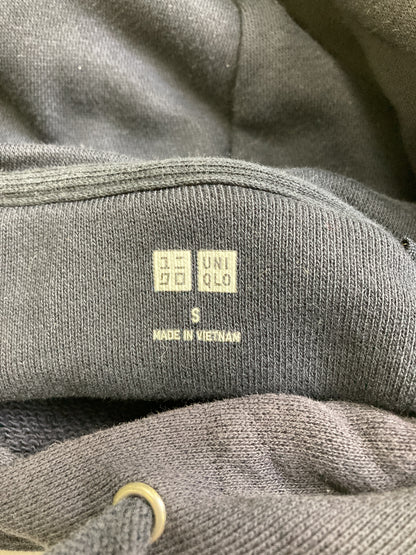 ユニ UNI
クロ QLO
S
MADE IN VIETNAM